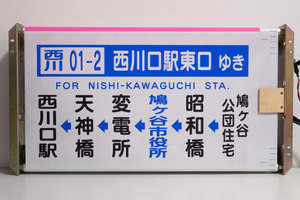 西川 01-2 西川口駅東口 ゆき
FOR NISHI-KAWAGUCHI STA.
鳩ヶ谷公団住宅
昭和橋
鳩ヶ谷市役所
変電所
天神橋
西川口駅